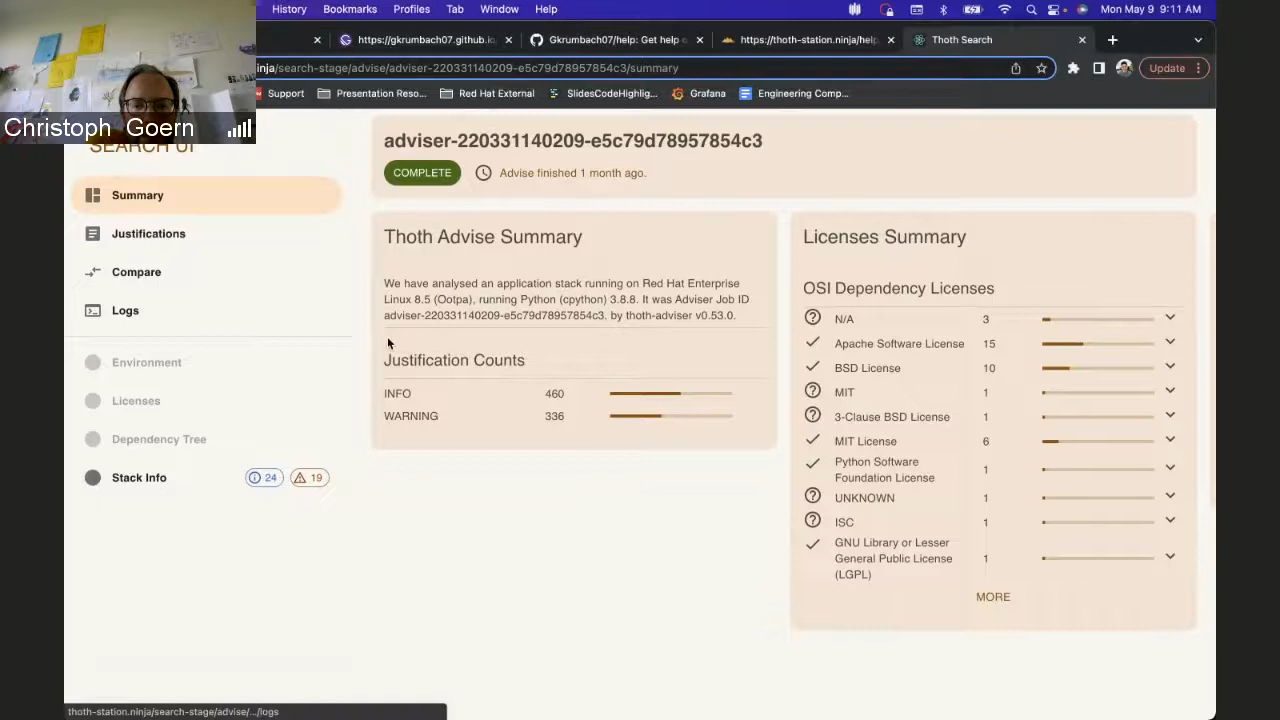 History Bookmarks Profiles Tab Window Help Mon May 9 9:11 AM
https://gkrumbach07.github.io. Gkrumbach07/help: Get help o https://thoth-station.ninja/help. Thoth Search
nja/search-stage/advise/adviser-220331140209-e5c79d78957854c3/summary Update
Support Presentation Reso... Red Hat External SlidesCodeHighlig... Grafana Engineering Comp...
Christoph Goern
SEARCH UI
Summary
Justifications
Compare
Logs
Environment
Licenses
Dependency Tree
Stack Info 24 19
adviser-220331140209-e5c79d78957854c3
COMPLETE Advise finished 1 month ago.
Thoth Advise Summary
We have analysed an application stack running on Red Hat Enterprise
Linux 8.5 (Ootpa), running Python (cpython) 3.8.8. It was Adviser Job ID
adviser-220331140209-e5c79d78957854c3. by thoth-adviser v0.53.0.
Justification Counts
INFO 460
WARNING 336
Licenses Summary
OSI Dependency Licenses
N/A 3
Apache Software License 15
BSD License 10
MIT 1
3-Clause BSD License 1
MIT License 6
Python Software
Foundation License 1
UNKNOWN 1
ISC 1
GNU Library or Lesser
General Public License 1
(LGPL)
MORE
thoth-station.ninja/search-stage/advise/.../logs